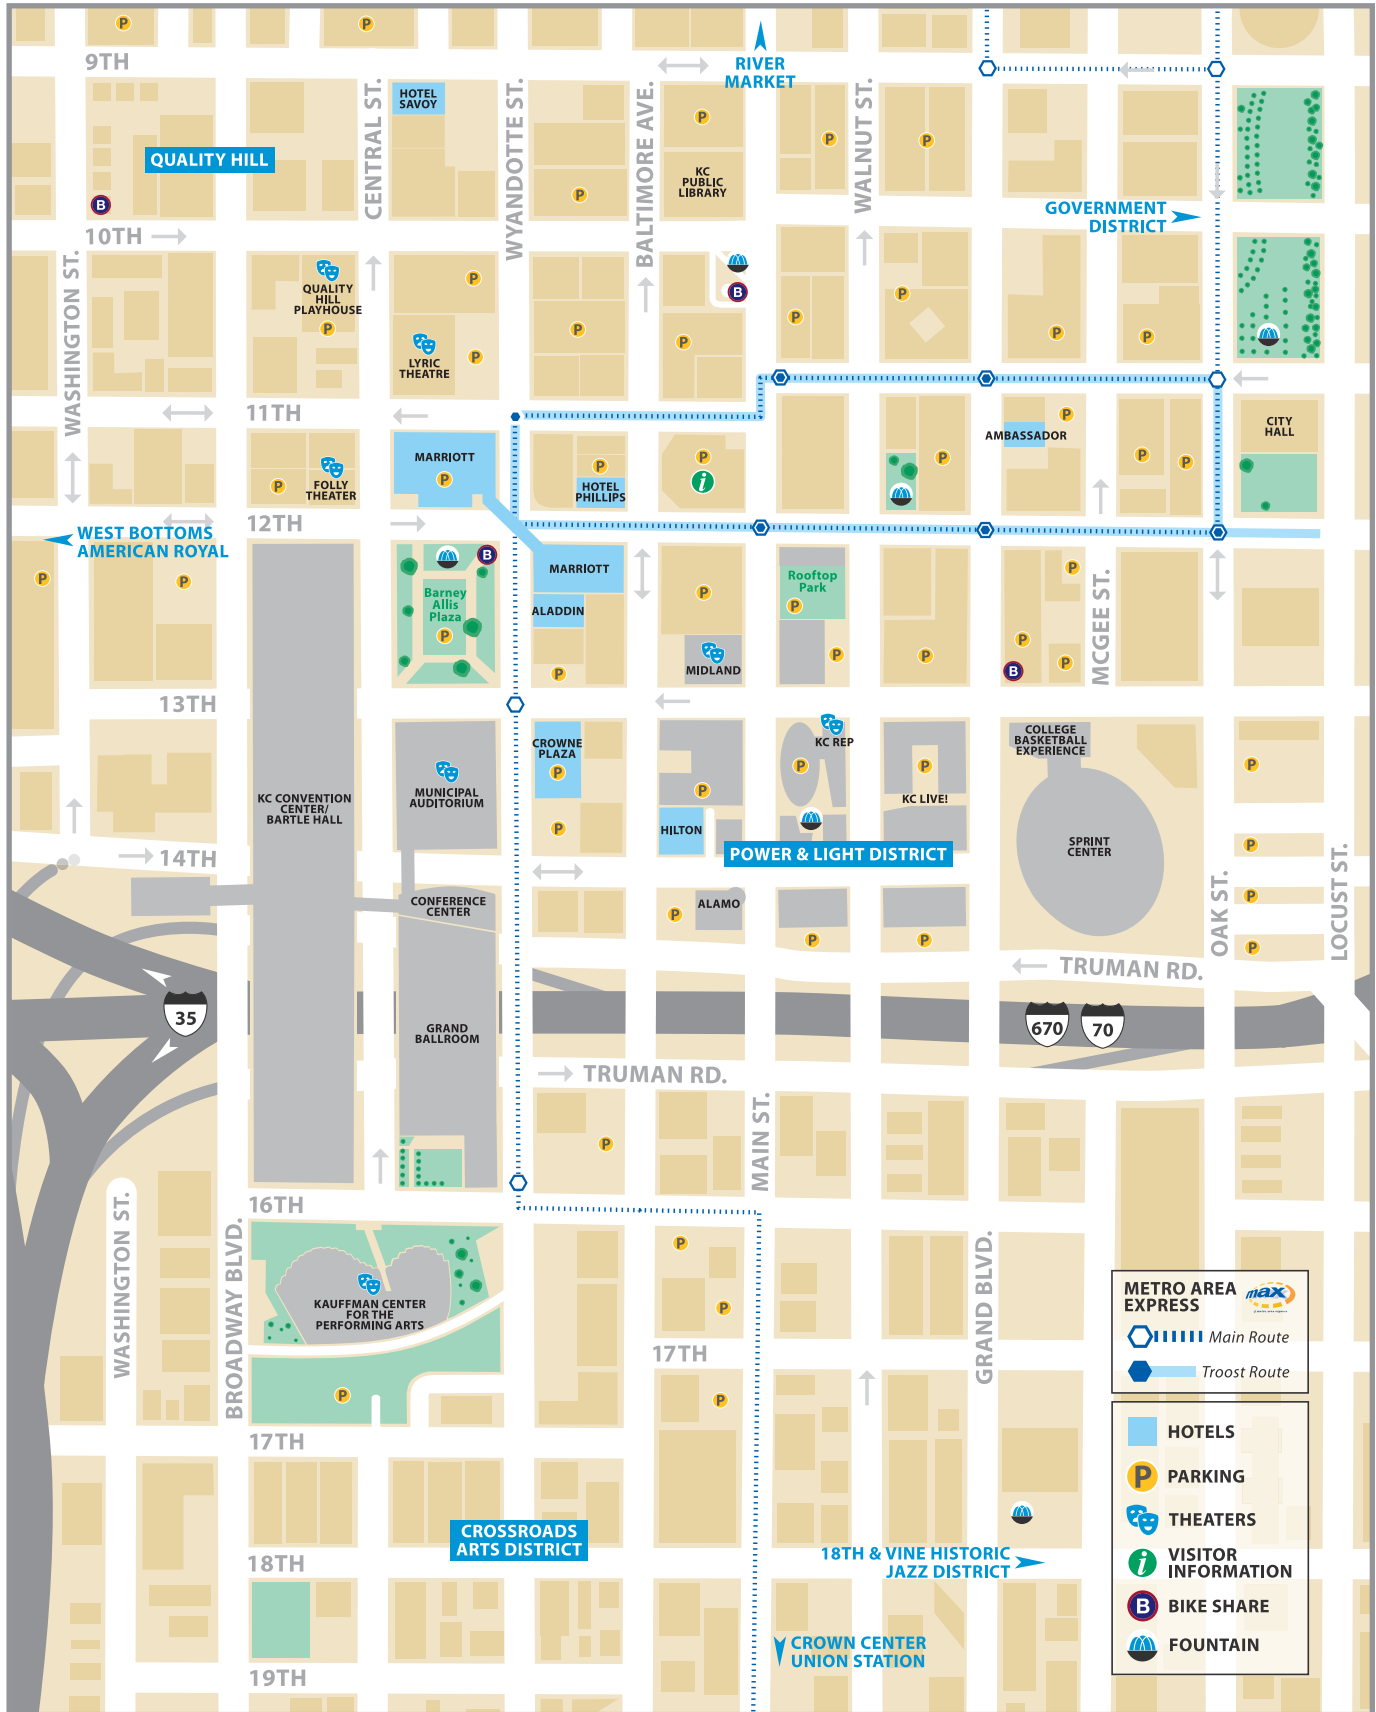 P
P
9TH
RIVER
MARKET
HOTEL
SAVOY
CENTRAL ST.
WYANDOTTE ST.
BALTIMORE AVE.
WALNUT ST.
P
P
P
QUALITY HILL
KC
PUBLIC
LIBRARY
P
B
GOVERNMENT
DISTRICT
10TH
WASHINGTON ST.
QUALITY
HILL
PLAYHOUSE
P
P
B
P
P
P
P
P
P
P
P
LYRIC
THEATRE
11TH
P
CITY
HALL
AMBASSADOR
MARRIOTT
P
P
P
P
P
P
FOLLY
THEATER
P
HOTEL
PHILLIPS
i
12TH
WEST BOTTOMS
AMERICAN ROYAL
B
MARRIOTT
P
P
Rooftop
Park
P
P
Barney
Allis
Plaza
P
P
ALADDIN
MCGEE ST.
P
P
P
P
B
MIDLAND
P
13TH
COLLEGE
BASKETBALL
EXPERIENCE
KC REP
CROWNE
PLAZA
P
P
P
P
P
MUNICIPAL
AUDITORIUM
KC CONVENTION
CENTER/
BARTLE HALL
KC LIVE!
P
HILTON
P
SPRINT
CENTER
14TH
POWER & LIGHT DISTRICT
P
OAK ST.
LOCUST ST.
CONFERENCE
CENTER
ALAMO
P
P
P
P
TRUMAN RD.
35
GRAND
BALLROOM
670
70
TRUMAN RD.
MAIN ST.
P
16TH
WASHINGTON ST.
BROADWAY BLVD.
GRAND BLVD.
P
KAUFFMAN CENTER
FOR THE
PERFORMING ARTS
P
17TH
P
P
17TH
METRO AREA
EXPRESS
max
Main Route
Troost Route
HOTELS
P
PARKING
THEATERS
i
VISITOR
INFORMATION
B
BIKE SHARE
FOUNTAIN
CROSSROADS
ARTS DISTRICT
18TH & VINE HISTORIC
JAZZ DISTRICT
18TH
CROWN CENTER
UNION STATION
19TH